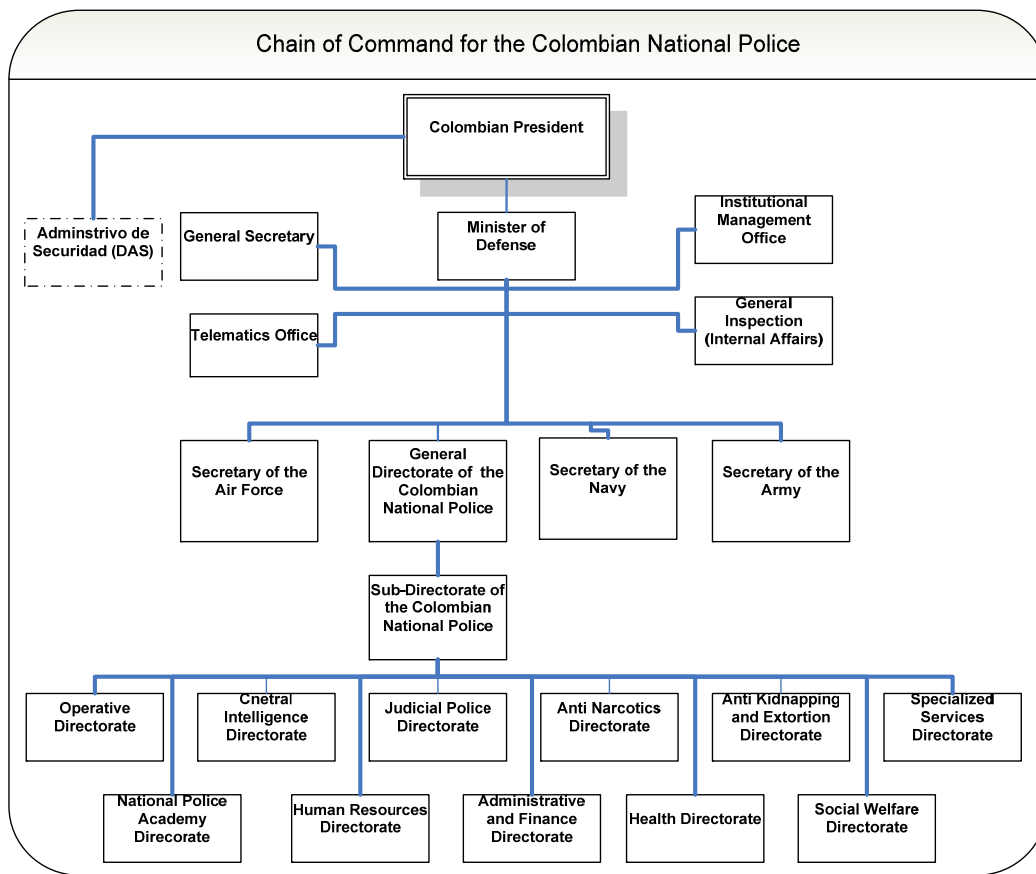 Chain of Command for the Colombian National Police
Colombian President
Adminstrivo de
Securidad (DAS)
General Secretary
Minister of
Defense
Institutional
Management
Office
Telematics Office
General
Inspection
(Internal Affairs)
Secretary of the
Air Force
General
Directorate of the
Colombian
National Police
Secretary of the
Navy
Secretary of the
Army
Sub-Directorate of
the Colombian
National Police
Operative
Directorate
Cnetral
Intelligence
Directorate
Judicial Police
Directorate
Anti Narcotics
Directorate
Anti Kidnapping
and Extortion
Directorate
Specialized
Services
Directorate
National Police
Academy
Direcorate
Human Resources
Directorate
Administrative
and Finance
Directorate
Health Directorate
Social Welfare
Directorate